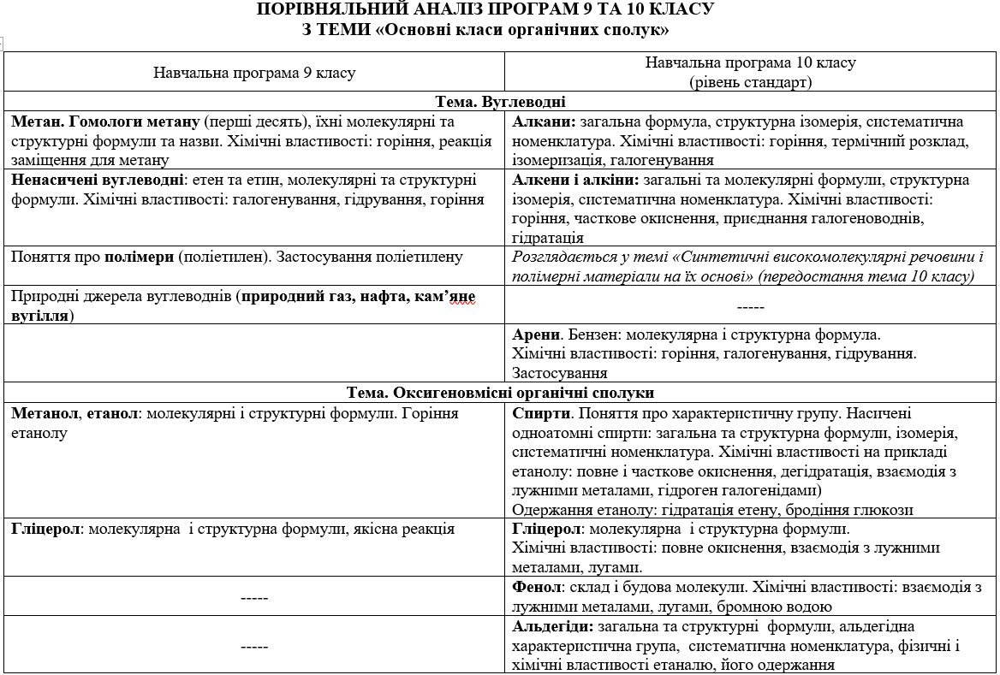 ПОРІВНЯЛЬНИЙ АНАЛІЗ ПРОГРАМ 9 ТА 10 КЛАСУ
З ТЕМИ «Основні класи органічних сполук»
Навчальна програма 9 класу
Навчальна програма 10 класу
(рівень стандарт)
Тема. Вуглеводні
Метан. Гомологи метану (перші десять), їхні молекулярні та
структурні формули та назви. Хімічні властивості: горіння, реакція
заміщення для метану
Алкани: загальна формула, структурна ізомерія, систематична
номенклатура. Хімічні властивості: горіння, термічний розклад,
ізомеризація, галогенування
Ненасичені вуглеводні: етен та етин, молекулярні та структурні
формули. Хімічні властивості: галогенування, гідрування, горіння
Алкени і алкіни: загальні та молекулярні формули, структурна
ізомерія, систематична номенклатура. Хімічні властивості:
горіння, часткове окиснення, приєднання галогеноводнів,
гідратація
Поняття про полімери (поліетилен). Застосування поліетилену
Розглядається у темі «Синтетичні високомолекулярні речовини і
полімерні матеріали на їх основі» (передостання тема 10 класу)
Природні джерела вуглеводнів (природний газ, нафта, кам’яне
вугілля)
-----
Арени. Бензен: молекулярна і структурна формула.
Хімічні властивості: горіння, галогенування, гідрування.
Застосування
Тема. Оксигеновмісні органічні сполуки
Метанол, етанол: молекулярні і структурні формули. Горіння
етанолу
Спирти. Поняття про характеристичну групу. Насичені
одноатомні спирти: загальна та структурна формули, ізомерія,
систематичні номенклатура. Хімічні властивості на прикладі
етанолу: повне і часткове окиснення, дегідратація, взаємодія з
лужними металами, гідроген галогенідами)
Одержання етанолу: гідратація етену, бродіння глюкози
Гліцерол: молекулярна і структурна формули, якісна реакція
Гліцерол: молекулярна і структурна формули.
Хімічні властивості: повне окиснення, взаємодія з лужними
металами, лугами.
-----
Фенол: склад і будова молекули. Хімічні властивості: взаємодія з
лужними металами, лугами, бромною водою
-----
Альдегіди: загальна та структурні формули, альдегідна
характеристична група, систематична номенклатура, фізичні і
хімічні властивості етаналю, його одержання